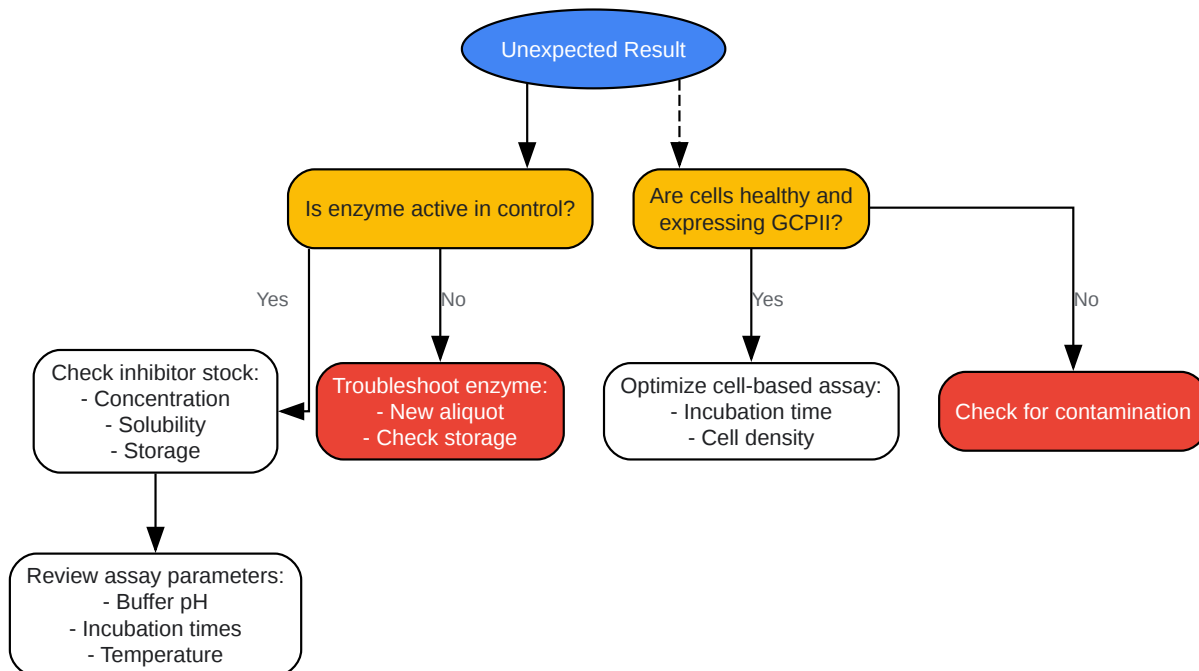 Unexpected Result
Is enzyme active in control?
Are cells healthy and
expressing GCPII?
Yes
No
Yes
No
Check inhibitor stock:
- Concentration
- Solubility
- Storage
Troubleshoot enzyme:
- New aliquot
- Check storage
Optimize cell-based assay:
- Incubation time
- Cell density
Check for contamination
Review assay parameters:
- Buffer pH
- Incubation times
- Temperature